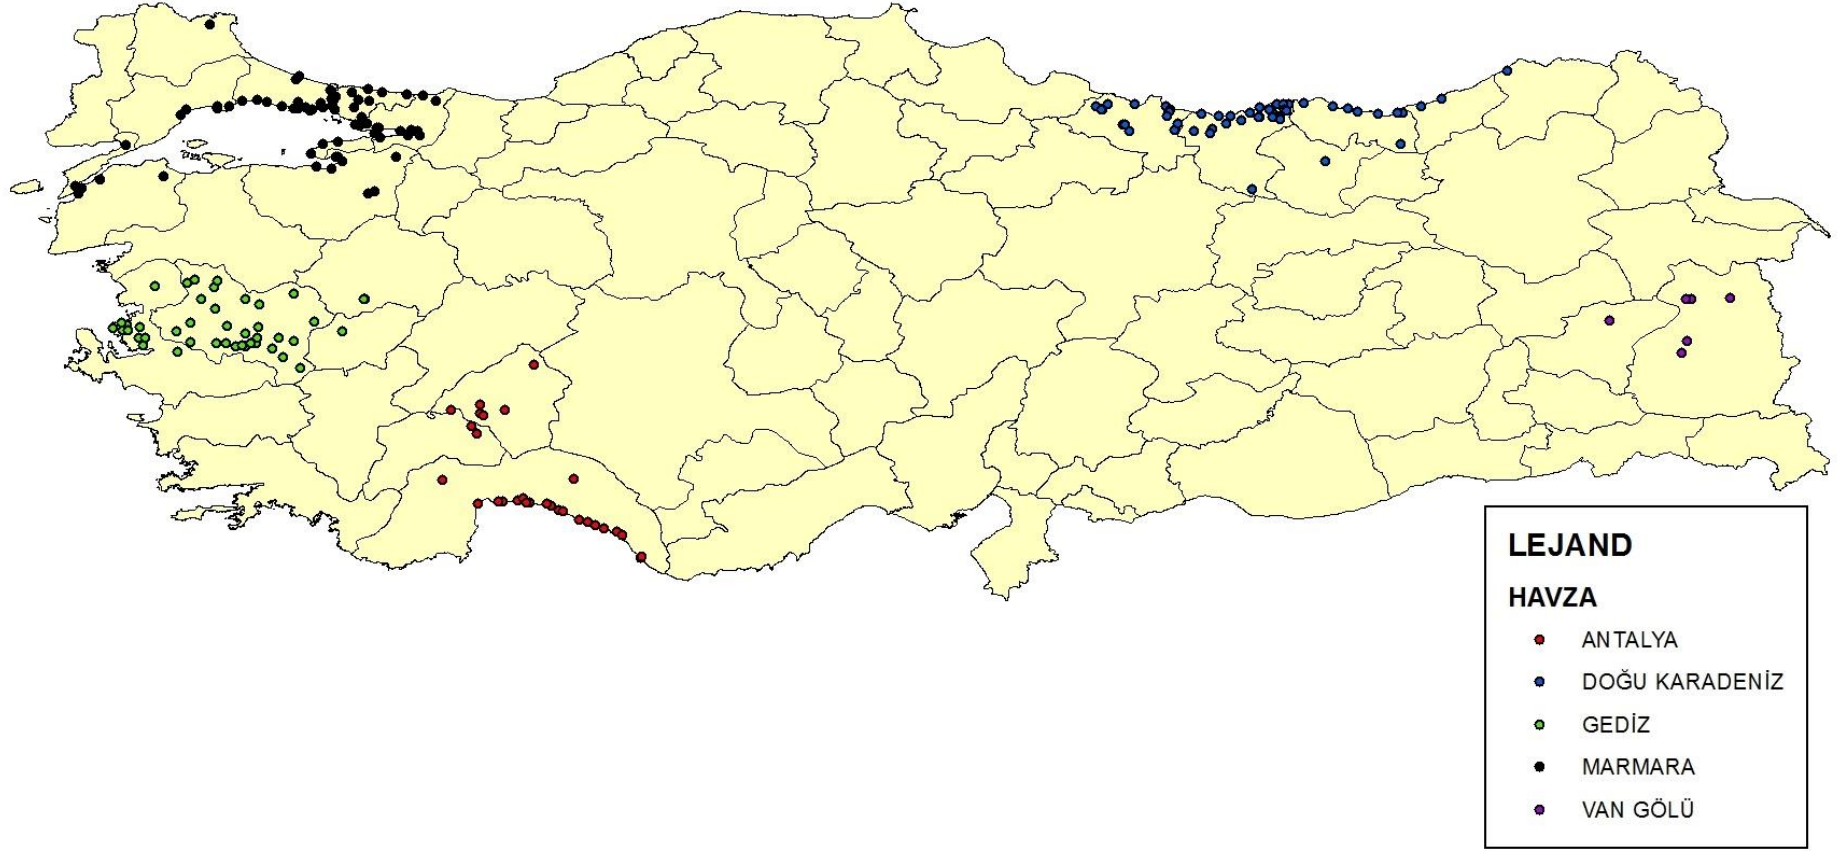 LEJAND
HAVZA
ANTALYA
DOĞU KARADENİZ
GEDİZ
MARMARA
VAN GÖLÜ